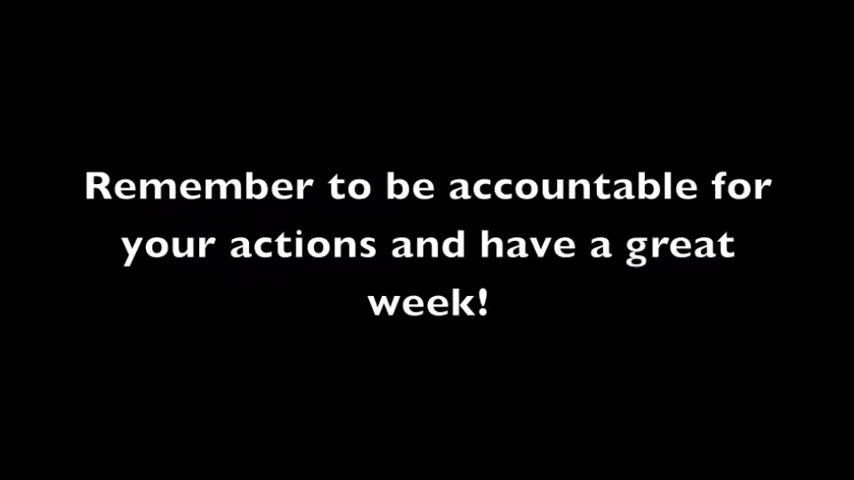 Remember to be accountable for
your actions and have a great
week!